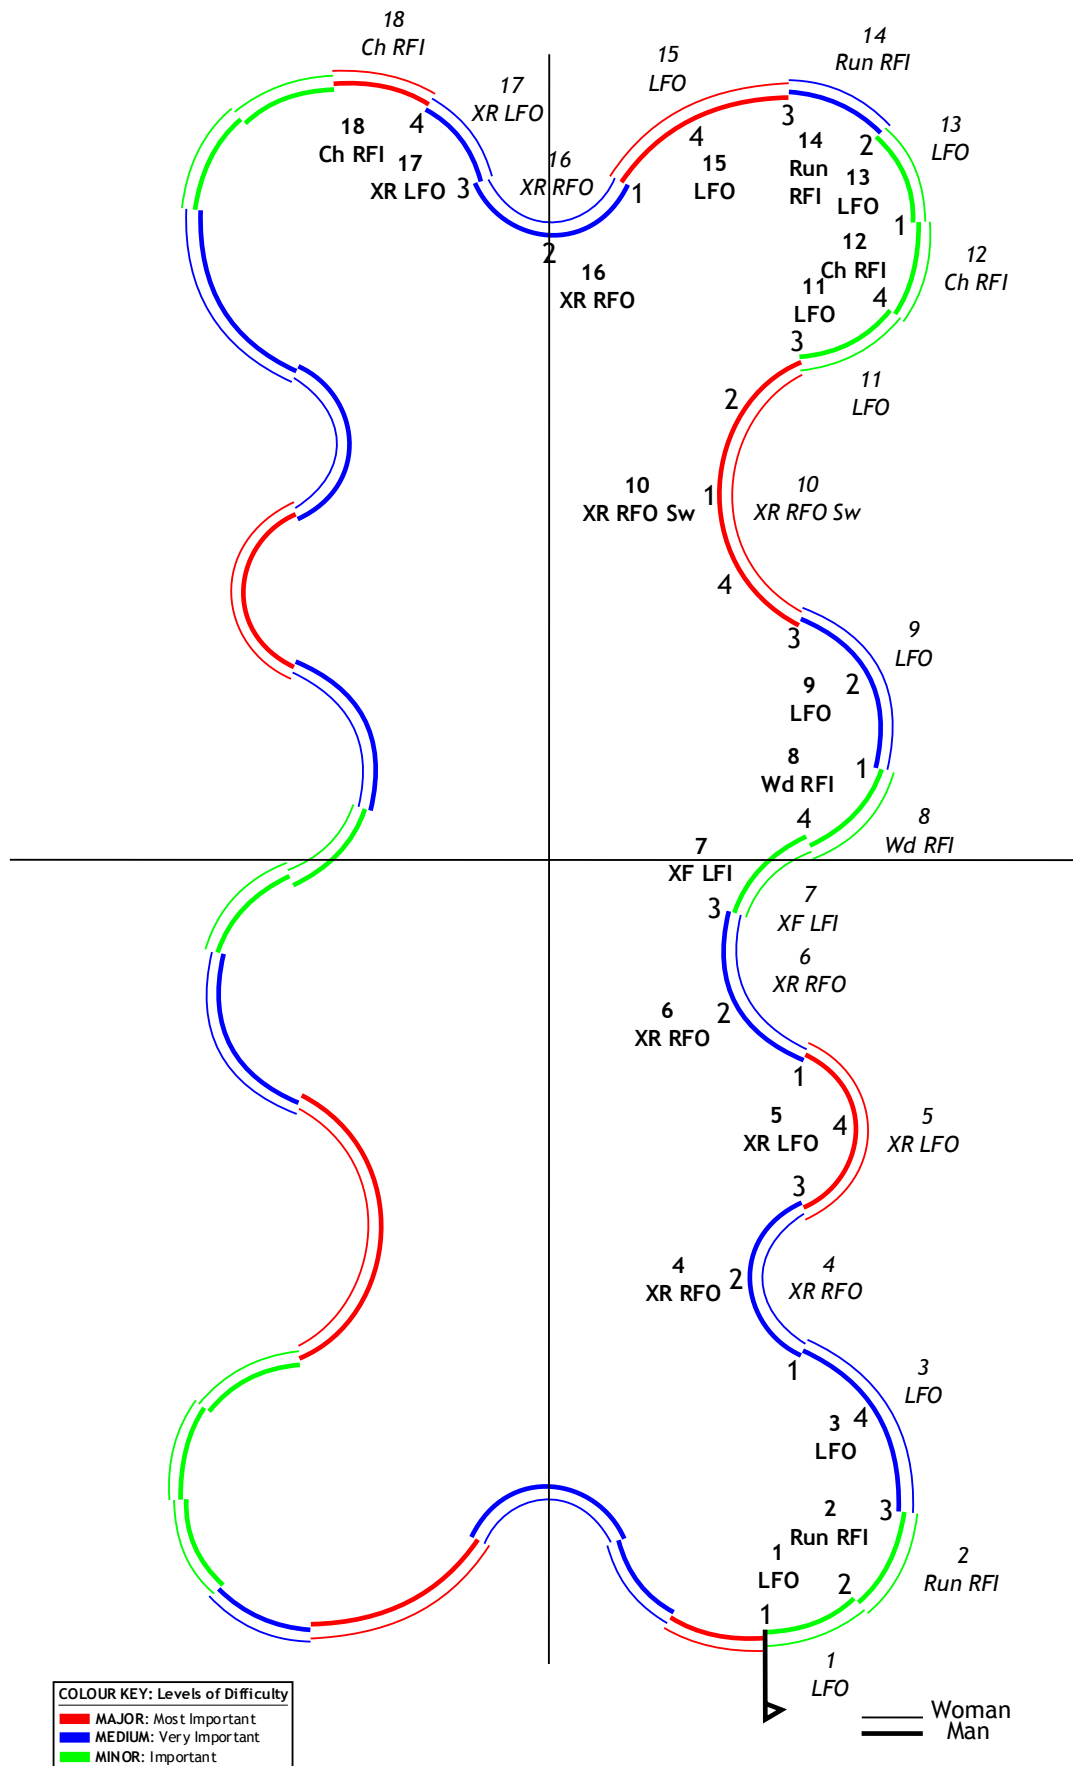 18
Ch RFI
17
XR LFO
18
Ch RFI
4
17
XR LFO
3
16
XR RFO
2
16
XR RFO
1
15
LFO
4
15
LFO
14
Run RFI
3
14
Run
RFI
2
13
LFO
13
LFO
1
12
Ch RFI
12
Ch RFI
4
11
LFO
3
11
LFO
2
10
XR RFO Sw
1
10
XR RFO Sw
4
3
9
LFO
2
9
LFO
1
8
Wd RFI
4
8
Wd RFI
7
XF LFI
3
7
XF LFI
6
XR RFO
6
XR RFO
2
1
5
XR LFO
4
5
XR LFO
3
4
XR RFO
2
4
XR RFO
1
3
LFO
4
3
LFO
3
2
Run RFI
2
Run RFI
1
LFO
2
1
1
LFO
COLOUR KEY: Levels of Difficulty
MAJOR: Most Important
MEDIUM: Very Important
MINOR: Important
Woman
Man